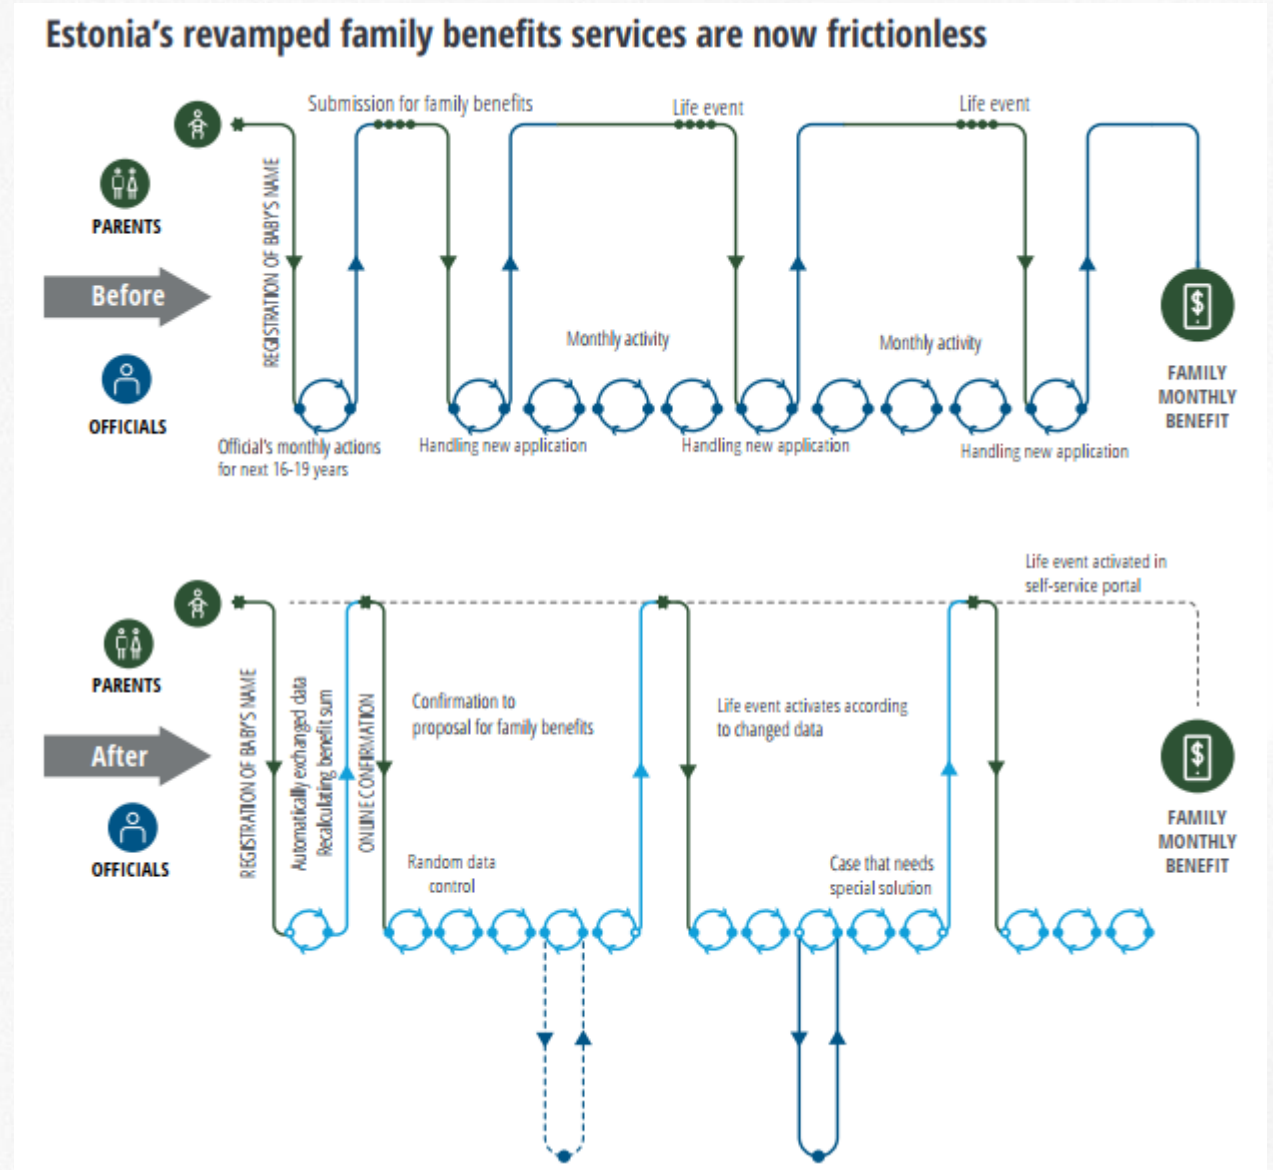 Estonia's revamped family benefits services are now frictionless
Submission for family benefits
Life event
Life event
REGISTRATION OF BABY'S NAME
PARENTS
Before
OFFICIALS
Monthly activity
Monthly activity
$
FAMILY
MONTHLY
BENEFIT
Official's monthly actions
for next 16-19 years
Handling new application
Handling new application
Handling new application
Life event activated in
self-service portal
PARENTS
After
OFFICIALS
REGISTRATION OF BABY'S NAME
Automatically exchanged data
Recalculating benefit sum
ONLINE CONFIRMATION
Confirmation to
proposal for family benefits
Life event activates according
to changed data
Random data
control
Case that needs
special solution
$
FAMILY
MONTHLY
BENEFIT